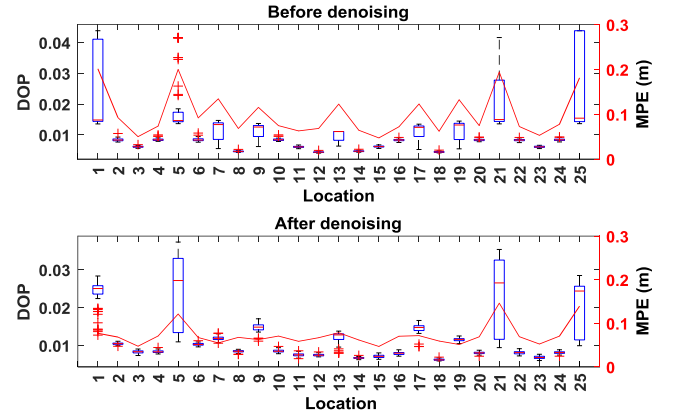 Before denoising
DOP
0.04
0.03
0.02
0.01
0.3
0.2
0.1
0
MPE (m)
1 2 3 4 5 6 7 8 9 10 11 12 13 14 15 16 17 18 19 20 21 22 23 24 25
Location
After denoising
DOP
0.03
0.02
0.01
0.3
0.2
0.1
0
MPE (m)
1 2 3 4 5 6 7 8 9 10 11 12 13 14 15 16 17 18 19 20 21 22 23 24 25
Location